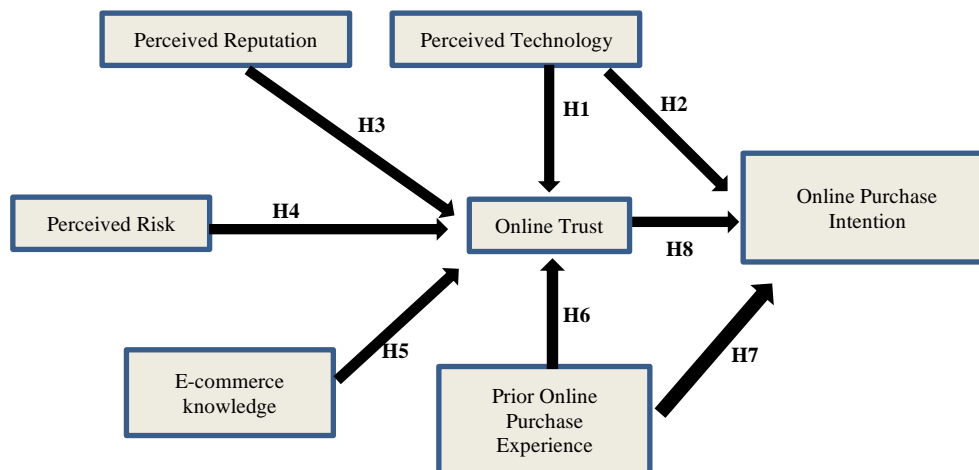 Perceived Reputation
Perceived Technology
H1
H2
H3
Perceived Risk
H4
Online Trust
H8
Online Purchase
Intention
H6
H5
H7
E-commerce
knowledge
Prior Online
Purchase
Experience